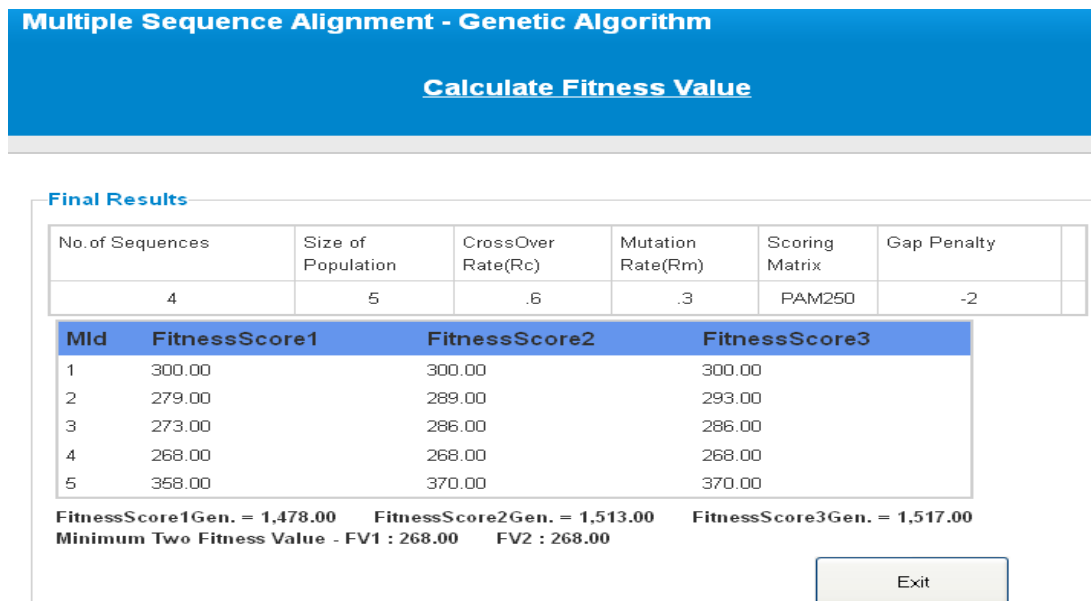 Multiple Sequence Alignment - Genetic Algorithm
Calculate Fitness Value
Final Results
No.of Sequences Size of Population CrossOver Rate(Rc) Mutation Rate(Rm) Scoring Matrix Gap Penalty
4 5 .6 .3 PAM250 -2
MId FitnessScore1 FitnessScore2 FitnessScore3
1 300.00 300.00 300.00
2 279.00 289.00 293.00
3 273.00 286.00 286.00
4 268.00 268.00 268.00
5 358.00 370.00 370.00
FitnessScore1Gen. = 1,478.00 FitnessScore2Gen. = 1,513.00 FitnessScore3Gen. = 1,517.00
Minimum Two Fitness Value - FV1 : 268.00 FV2 : 268.00
Exit